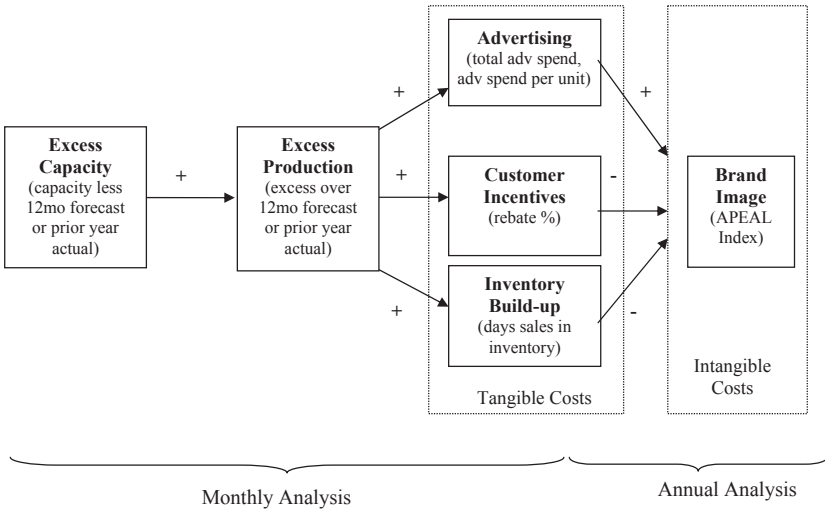 Advertising
(total adv spend,
adv spend per unit)
+
+
Excess
Capacity
(capacity less
12mo forecast
or prior year
actual)
+
Excess
Production
(excess over
12mo forecast
or prior year
actual)
+
Customer
Incentives
(rebate %)
-
Brand
Image
(APEAL
Index)
+
Inventory
Build-up
(days sales in
inventory)
-
Tangible Costs
Intangible
Costs
Monthly Analysis
Annual Analysis